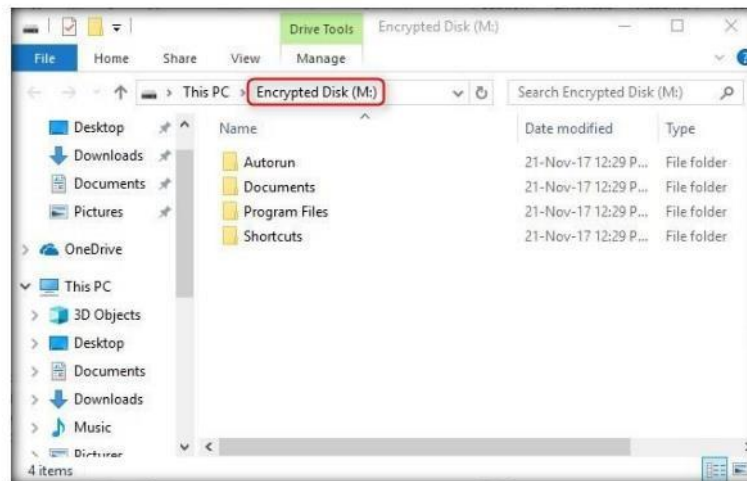 Drive Tools Encrypted Disk (M:)
File Home Share View Manage
This PC › Encrypted Disk (M:) Search Encrypted Disk (M:)
Desktop
Downloads
Documents
Pictures
OneDrive
This PC
3D Objects
Desktop
Documents
Downloads
Music
Pictures
Name Date modified Type
Autorun 21-Nov-17 12:29 P... File folder
Documents 21-Nov-17 12:29 P... File folder
Program Files 21-Nov-17 12:29 P... File folder
Shortcuts 21-Nov-17 12:29 P... File folder
4 items